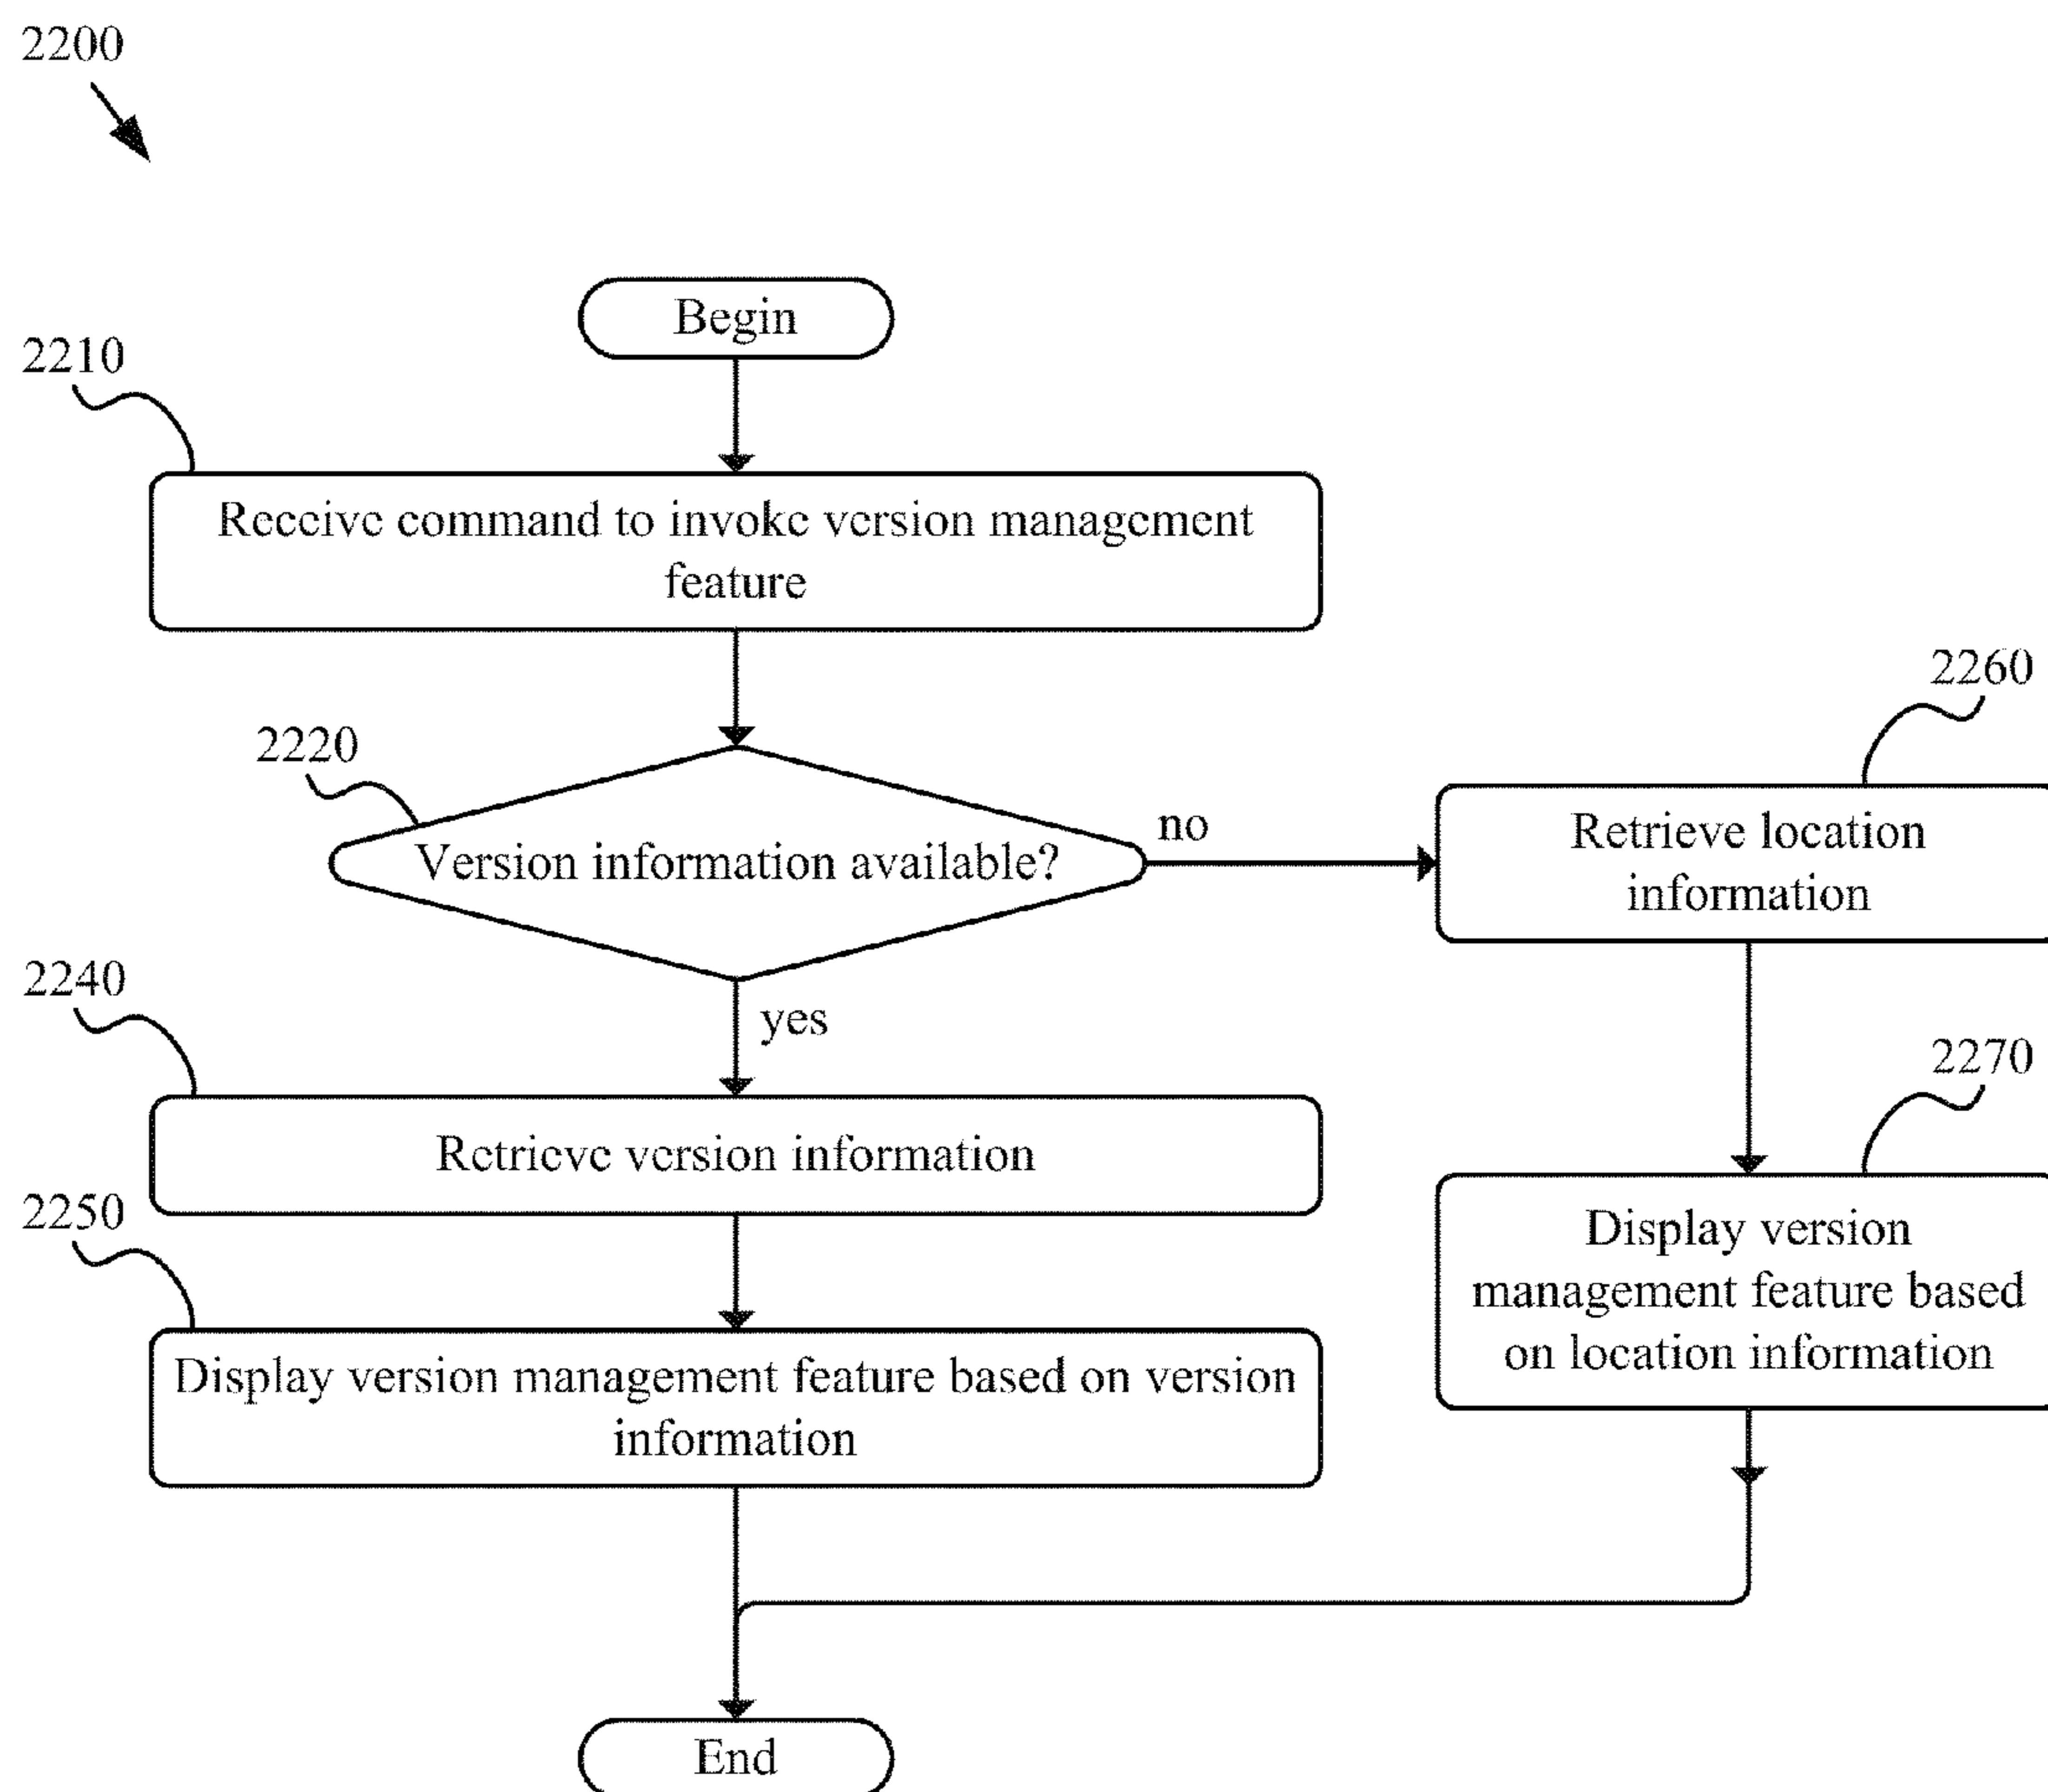 2200
Begin
2210
Receive command to invoke version management
feature
2220
Version information available?
no
2260
Retrieve location
information
yes
2240
Retrieve version information
2250
Display version management feature based on version
information
2270
Display version
management feature based
on location information
End